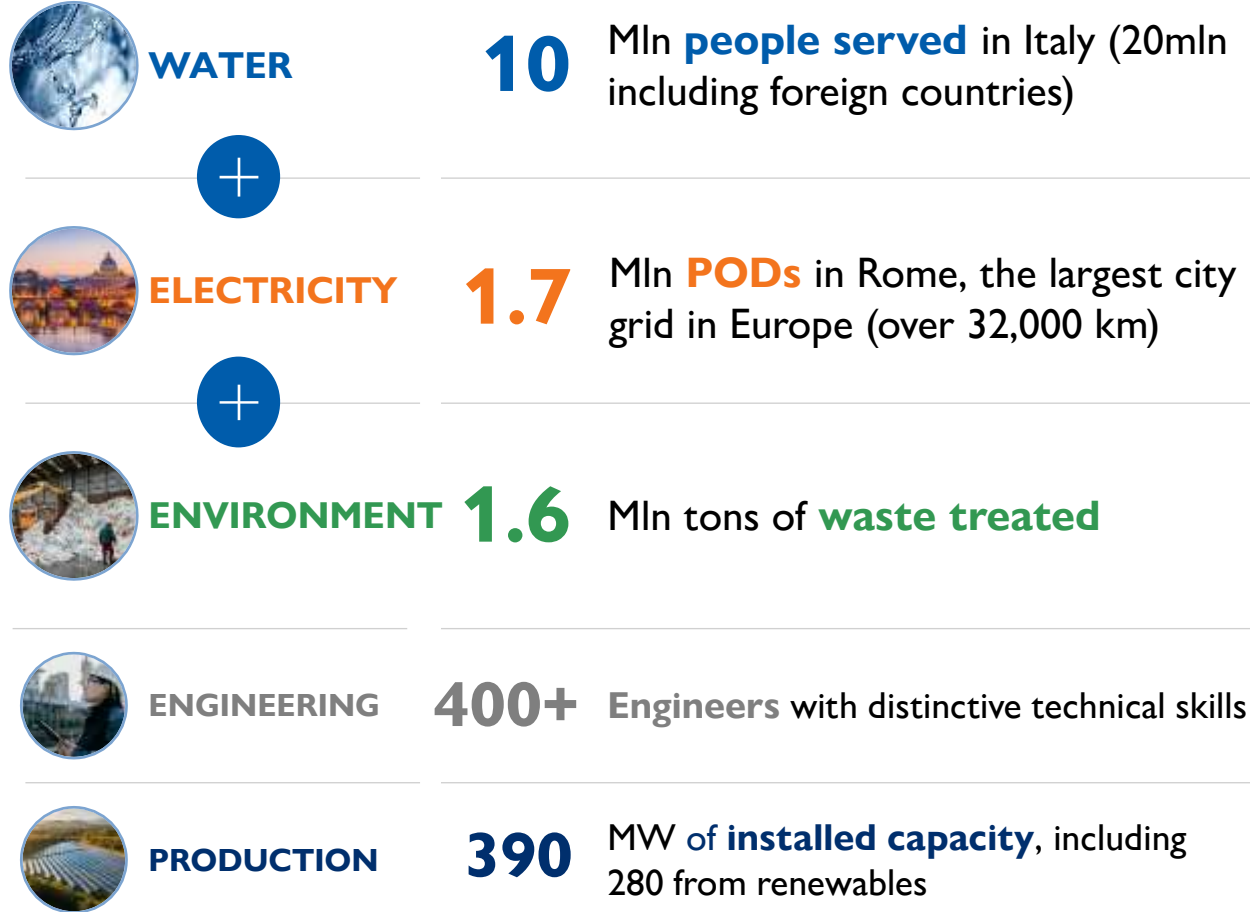 WATER
10
Mln people served in Italy (20mln
including foreign countries)
ELECTRICITY
1.7
Mln PODs in Rome, the largest city
grid in Europe (over 32,000 km)
ENVIRONMENT
1.6
Mln tons of waste treated
ENGINEERING
400+
Engineers with distinctive technical skills
PRODUCTION
390
MW of installed capacity, including
280 from renewables